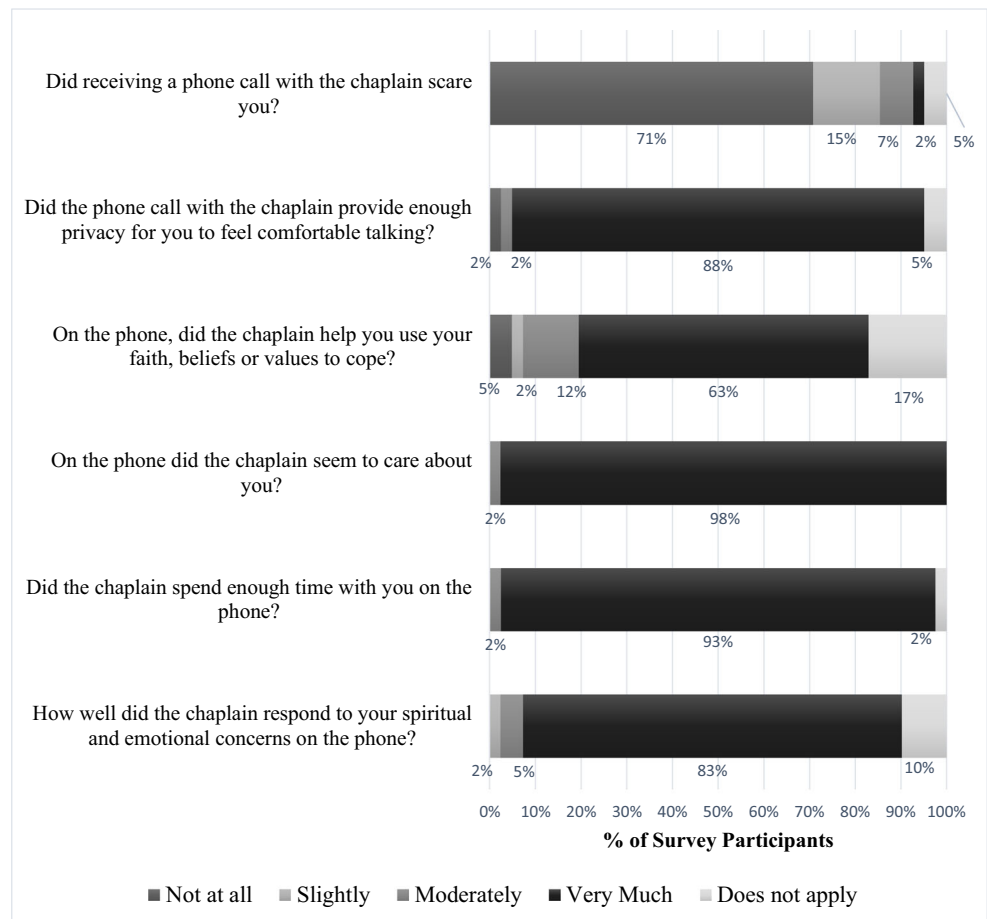 Did receiving a phone call with the chaplain scare
you?
71% 15% 7% 2% 5%
Did the phone call with the chaplain provide enough
privacy for you to feel comfortable talking?
2% 2% 88% 5%
On the phone, did the chaplain help you use your
faith, beliefs or values to cope?
5% 2% 12% 63% 17%
On the phone did the chaplain seem to care about
you?
2% 98%
Did the chaplain spend enough time with you on the
phone?
2% 93% 2%
How well did the chaplain respond to your spiritual
and emotional concerns on the phone?
2% 5% 83% 10%
0% 10% 20% 30% 40% 50% 60% 70% 80% 90% 100%
% of Survey Participants
Not at all Slightly Moderately Very Much Does not apply